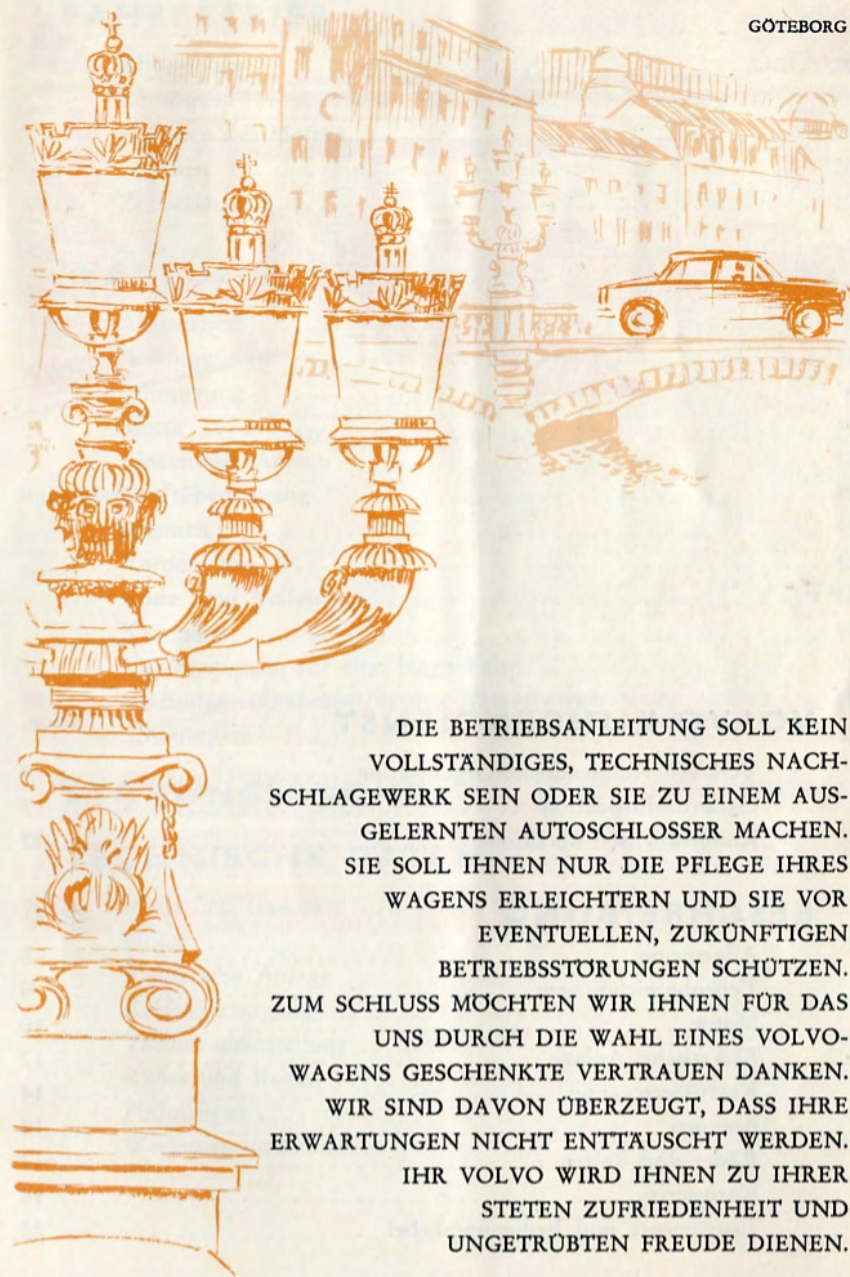 GÖTEBORG
DIE BETRIEBSANLEITUNG SOLL KEIN
VOLLSTÄNDIGES, TECHNISCHES NACH-
SCHLAGEWERK SEIN ODER SIE ZU EINEM AUS-
GELERNTEN AUTOSCHLOSSER MACHEN.
SIE SOLL IHNEN NUR DIE PFLEGE IHRES
WAGENS ERLEICHTERN UND SIE VOR
EVENTUELLEN, ZUKÜNFTIGEN
BETRIEBSSTÖRUNGEN SCHÜTZEN.
ZUM SCHLUSS MÖCHTEN WIR IHNEN FÜR DAS
UNS DURCH DIE WAHL EINES VOLVO-
WAGENS GESCHENKTE VERTRAUEN DANKEN.
WIR SIND DAVON ÜBERZEUGT, DASS IHRE
ERWARTUNGEN NICHT ENTTÄUSCHT WERDEN.
IHR VOLVO WIRD IHNEN ZU IHRER
STETEN ZUFRIEDENHEIT UND
UNGETRÜBTEN FREUDE DIENEN.